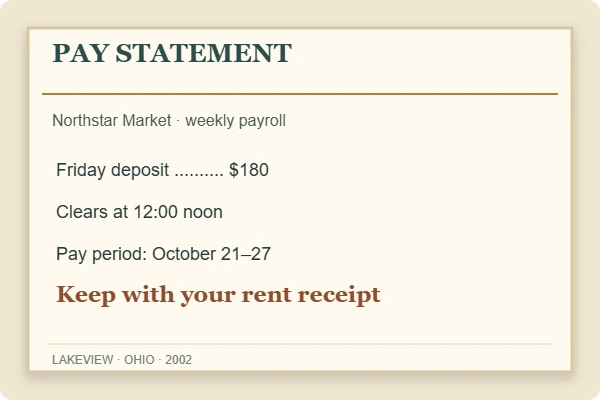 PAY STATEMENT
Northstar Market · weekly payroll
Friday deposit .......... $180
Clears at 12:00 noon
Pay period: October 21–27
Keep with your rent receipt
LAKEVIEW · OHIO · 2002